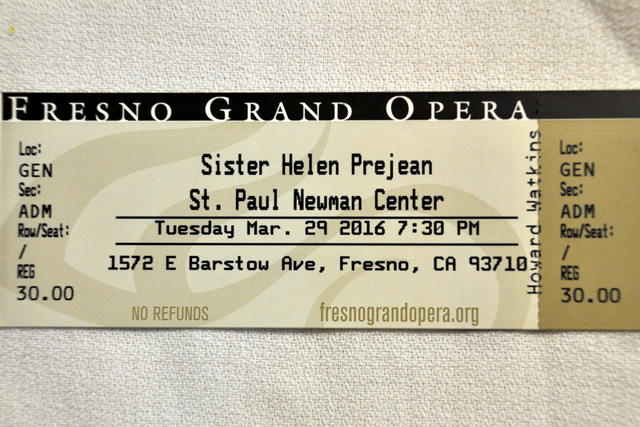 FRESNO GRAND OPERA
Loc:
GEN
Sec:
ADM
Row/Seat:
/
REG
30.00
Sister Helen Prejean
St. Paul Newman Center
Tuesday Mar. 29 2016 7:30 PM
1572 E Barstow Ave, Fresno, CA 93710
NO REFUNDS
fresnograndopera.org
Howard Watkins
Loc:
GEN
Sec:
ADM
Row/Seat:
/
REG
30.00